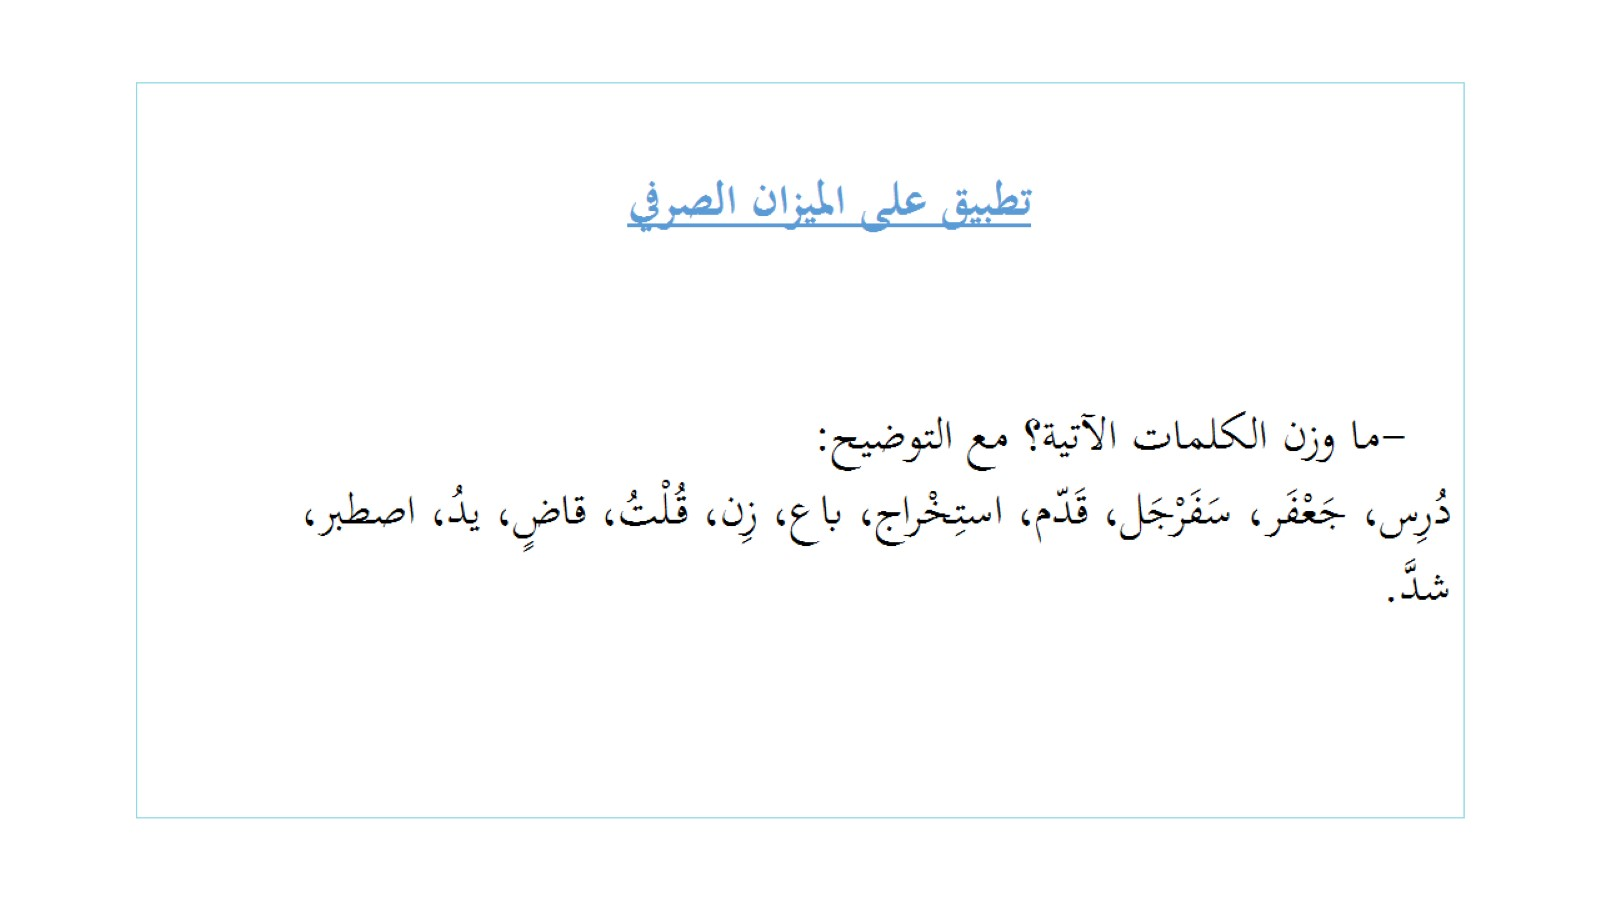 تطبيق على الميزان الصرفي
-ما وزن الكلمات الآتية؟ مع التوضيح:
دُرِس، جَعْفَر، سَفَرْجَل، قَدّم، استِخْراج، باع، زِن، قُلْتُ، قاضٍ، يدُ، اصطبر،
شدَّ.